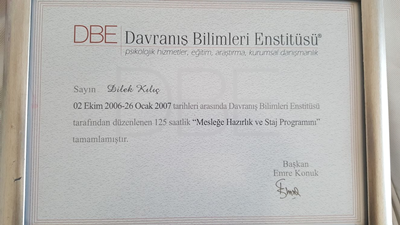 DBE Davranış Bilimleri Enstitüsü®
psikolojik hizmetler, eğitim, araştırma, kurumsal danışmanlık
Sayın Dilek Kılıç
02 Ekim 2006-26 Ocak 2007 tarihleri arasında Davranış Bilimleri Enstitüsü
tarafından düzenlenen 125 saatlik "Mesleğe Hazırlık ve Staj Programını"
tamamlamıştır.
Başkan
Emre Konuk